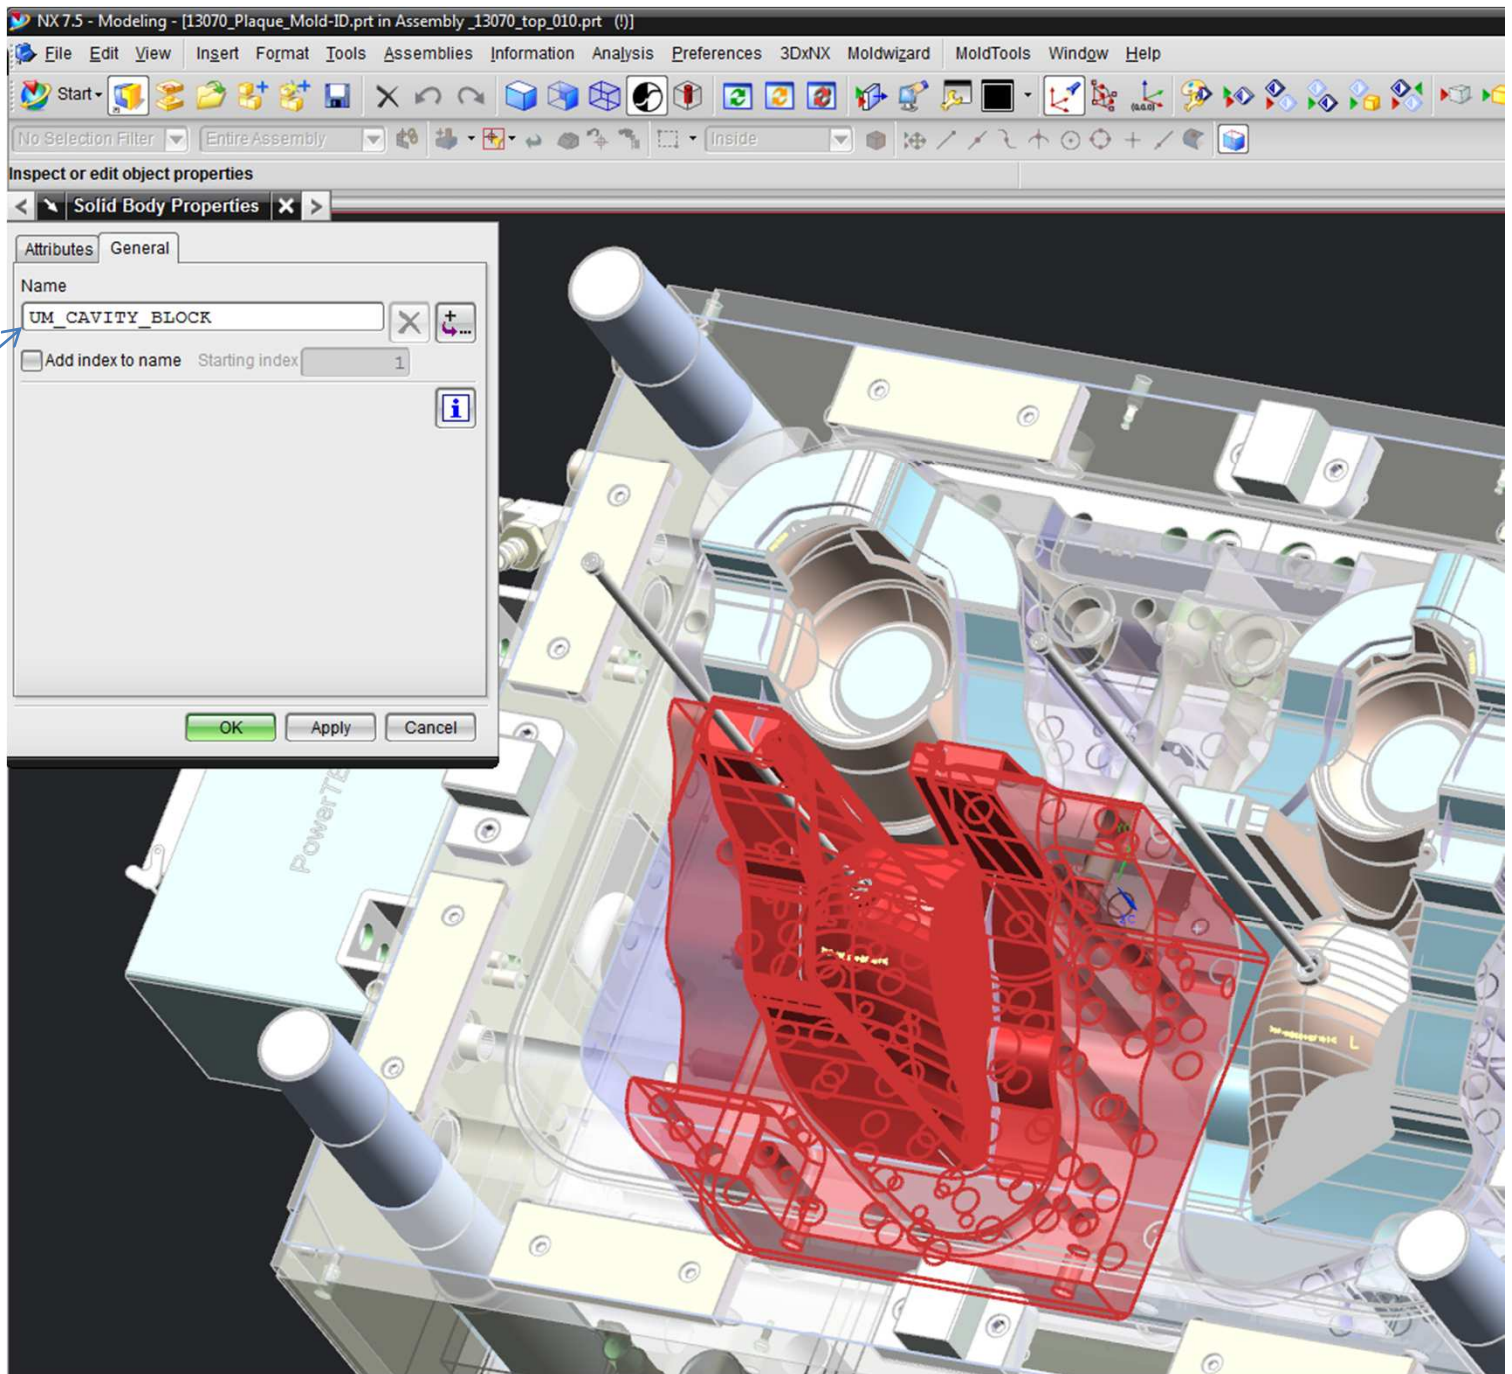 NX 7.5 - Modeling - [13070_Plaque_Mold-ID.prt in Assembly _13070_top_010.prt (!)]
File Edit View Insert Format Tools Assemblies Information Analysis Preferences 3DxNX Moldwizard MoldTools Window Help
Start
No Selection Filter Entire Assembly Inside
Inspect or edit object properties
Solid Body Properties
Attributes General
Name
UM_CAVITY_BLOCK
Add index to name Starting index 1
OK Apply Cancel
L